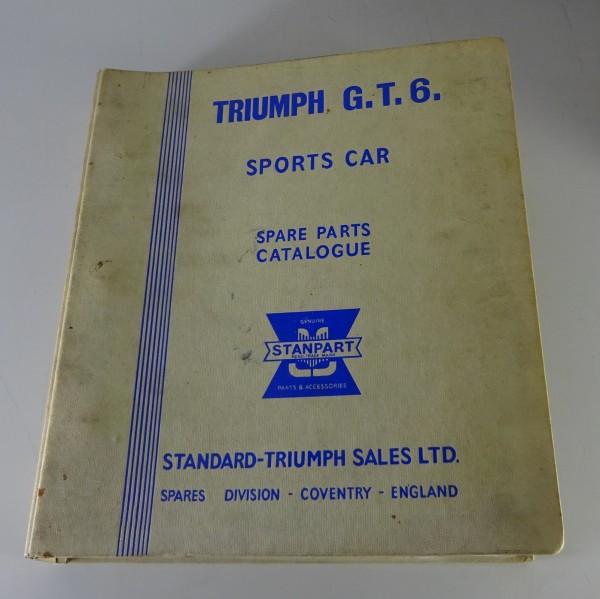 TRIUMPH G.T.6.
SPORTS CAR
SPARE PARTS
CATALOGUE
GENUINE
STANPART
PARTS & ACCESSORIES
STANDARD-TRIUMPH SALES LTD.
SPARES DIVISION - COVENTRY - ENGLAND